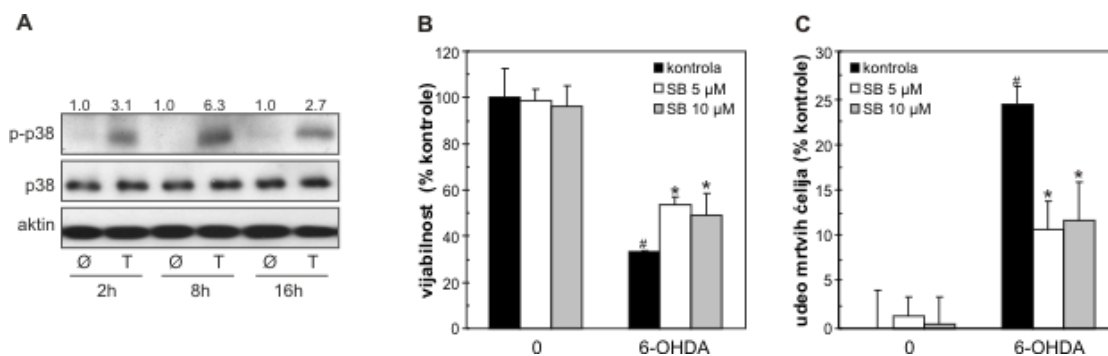 A
1.0 3.1 1.0 6.3 1.0 2.7
p-p38
p38
aktin
Ø T Ø T Ø T
2h 8h 16h
B
vijabilnost (% kontrole)
120
100
80
60
40
20
0
kontrola
SB 5 µM
SB 10 µM
#
*
*
0 6-OHDA
C
udeo mrtvih ćelija (% kontrole)
30
25
20
15
10
5
0
kontrola
SB 5 µM
SB 10 µM
#
*
*
0 6-OHDA